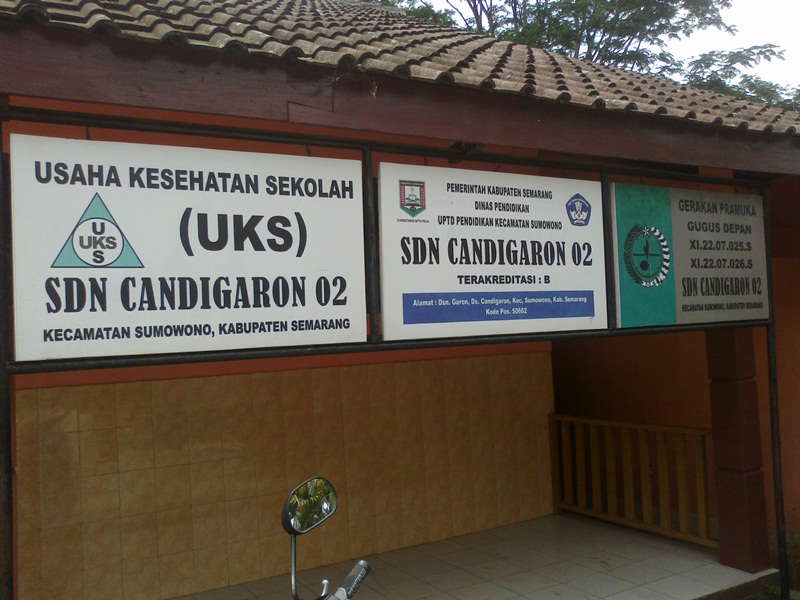 USAHA KESEHATAN SEKOLAH
(UKS)
U
UKS
S
SDN CANDIGARON 02
KECAMATAN SUMOWONO, KABUPATEN SEMARANG
PEMERINTAH KABUPATEN SEMARANG
DINAS PENDIDIKAN
UPTD PENDIDIKAN KECAMATAN SUMOWONO
SDN CANDIGARON 02
TERAKREDITASI : B
Alamat : Dsn. Garon, Ds. Candigaron, Kec, Sumowono, Kab. Semarang
Kode Pos. 50662
GERAKAN PRAMUKA
GUGUS DEPAN
XI.22.07.025.S
XI.22.07.026.S
SDN CANDIGARON 02
KECAMATAN SUMOWONO, KABUPATEN SEMARANG